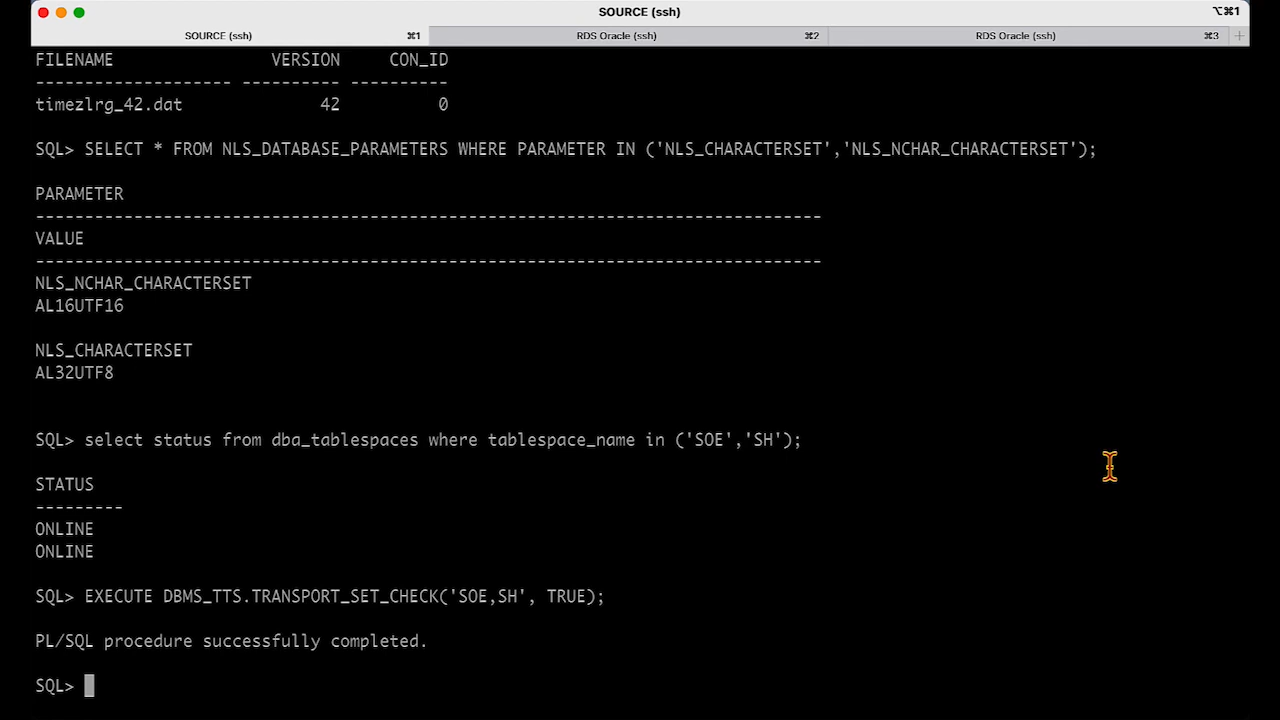 SOURCE (ssh) ⌥⌘1
SOURCE (ssh) ⌘1 RDS Oracle (ssh) ⌘2 RDS Oracle (ssh) ⌘3 +
FILENAME VERSION CON_ID
-------------------- ---------- ----------
timezlrg_42.dat 42 0
SQL> SELECT * FROM NLS_DATABASE_PARAMETERS WHERE PARAMETER IN ('NLS_CHARACTERSET','NLS_NCHAR_CHARACTERSET');
PARAMETER
--------------------------------------------------------------------------------
VALUE
--------------------------------------------------------------------------------
NLS_NCHAR_CHARACTERSET
AL16UTF16
NLS_CHARACTERSET
AL32UTF8
SQL> select status from dba_tablespaces where tablespace_name in ('SOE','SH');
STATUS
---------
ONLINE
ONLINE
SQL> EXECUTE DBMS_TTS.TRANSPORT_SET_CHECK('SOE,SH', TRUE);
PL/SQL procedure successfully completed.
SQL>